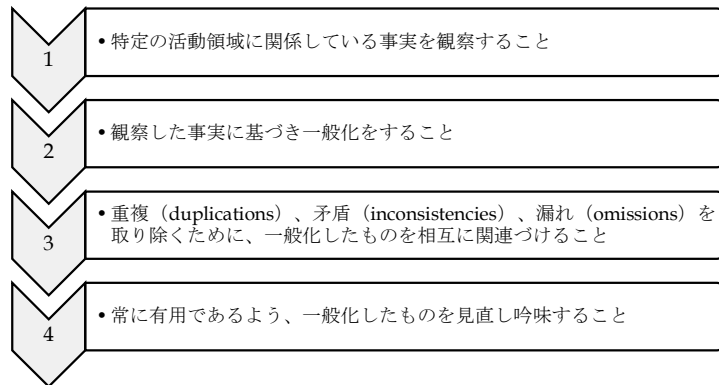 1
• 特定の活動領域に関係している事実を観察すること
2
• 観察した事実に基づき一般化をすること
3
• 重複（duplications）、矛盾（inconsistencies）、漏れ（omissions）を
取り除くために、一般化したものを相互に関連づけること
4
• 常に有用であるよう、一般化したものを見直し吟味すること